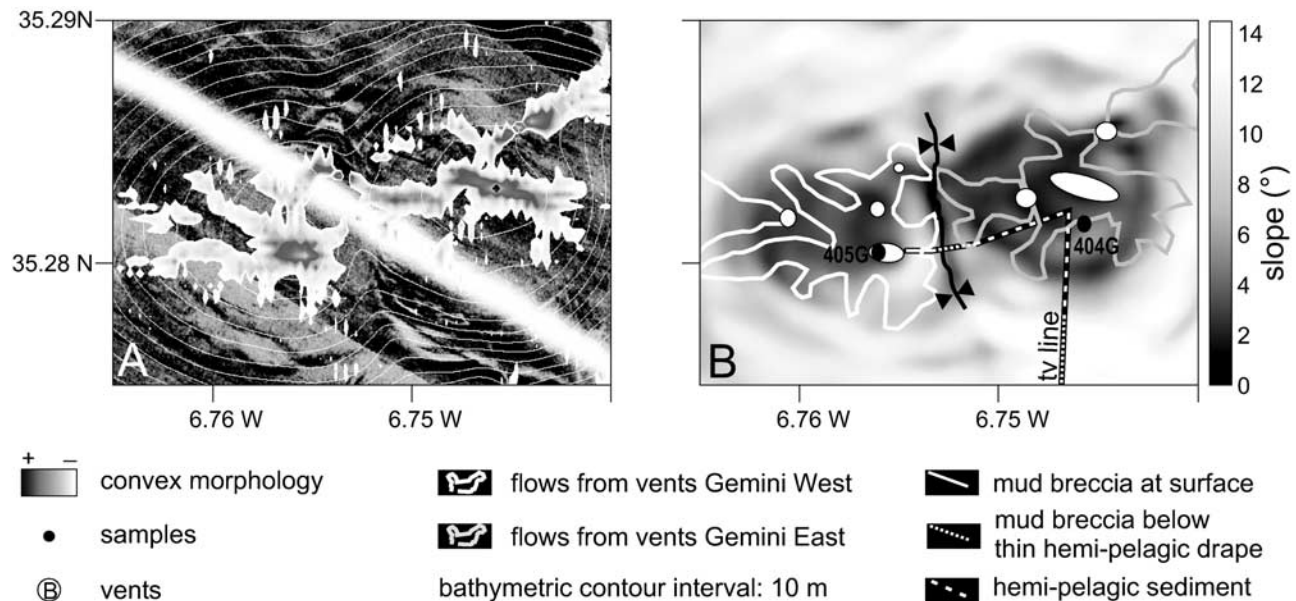 35.29N
35.28 N
A
6.76 W
6.75 W
B
405G
404G
tv line
6.76 W
6.75 W
14
12
10
8
6
4
2
0
slope (°)
+ –
convex morphology
samples
B vents
flows from vents Gemini West
flows from vents Gemini East
bathymetric contour interval: 10 m
mud breccia at surface
mud breccia below
thin hemi-pelagic drape
hemi-pelagic sediment